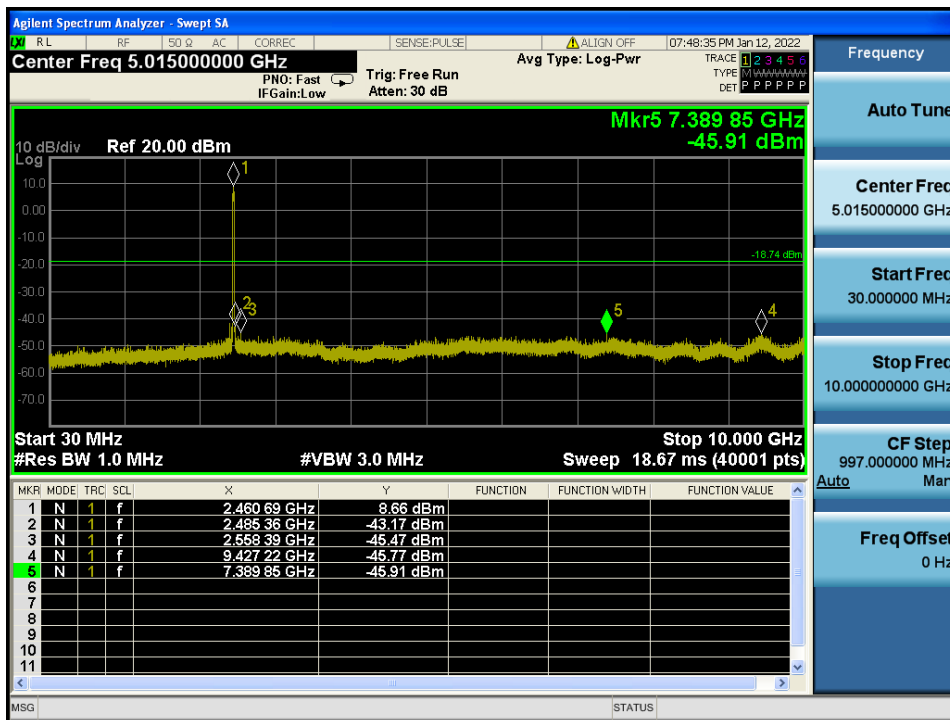 Agilent Spectrum Analyzer - Swept SA
LXI RL RF 50 Ω AC CORREC SENSE:PULSE ALIGN OFF 07:48:35 PM Jan 12, 2022
Center Freq 5.015000000 GHz
PNO: Fast
IFGain:Low
Trig: Free Run
Atten: 30 dB
Avg Type: Log-Pwr
TRACE 1 2 3 4 5 6
TYPE M W W W W W
DET P P P P P P
Mkr5 7.389 85 GHz
-45.91 dBm
10 dB/div Ref 20.00 dBm
Log
10.0
0.00
-10.0
-20.0
-30.0
-40.0
-50.0
-60.0
-70.0
-18.74 dBm
1
2
3
5
4
Start 30 MHz Stop 10.000 GHz
#Res BW 1.0 MHz #VBW 3.0 MHz Sweep 18.67 ms (40001 pts)
MKR MODE TRC SCL X Y FUNCTION FUNCTION WIDTH FUNCTION VALUE
1 N 1 f 2.460 69 GHz 8.66 dBm
2 N 1 f 2.485 36 GHz -43.17 dBm
3 N 1 f 2.558 39 GHz -45.47 dBm
4 N 1 f 9.427 22 GHz -45.77 dBm
5 N 1 f 7.389 85 GHz -45.91 dBm
6
7
8
9
10
11
MSG STATUS
Frequency
Auto Tune
Center Freq
5.015000000 GHz
Start Freq
30.000000 MHz
Stop Freq
10.000000000 GHz
CF Step
997.000000 MHz
Auto Man
Freq Offset
0 Hz